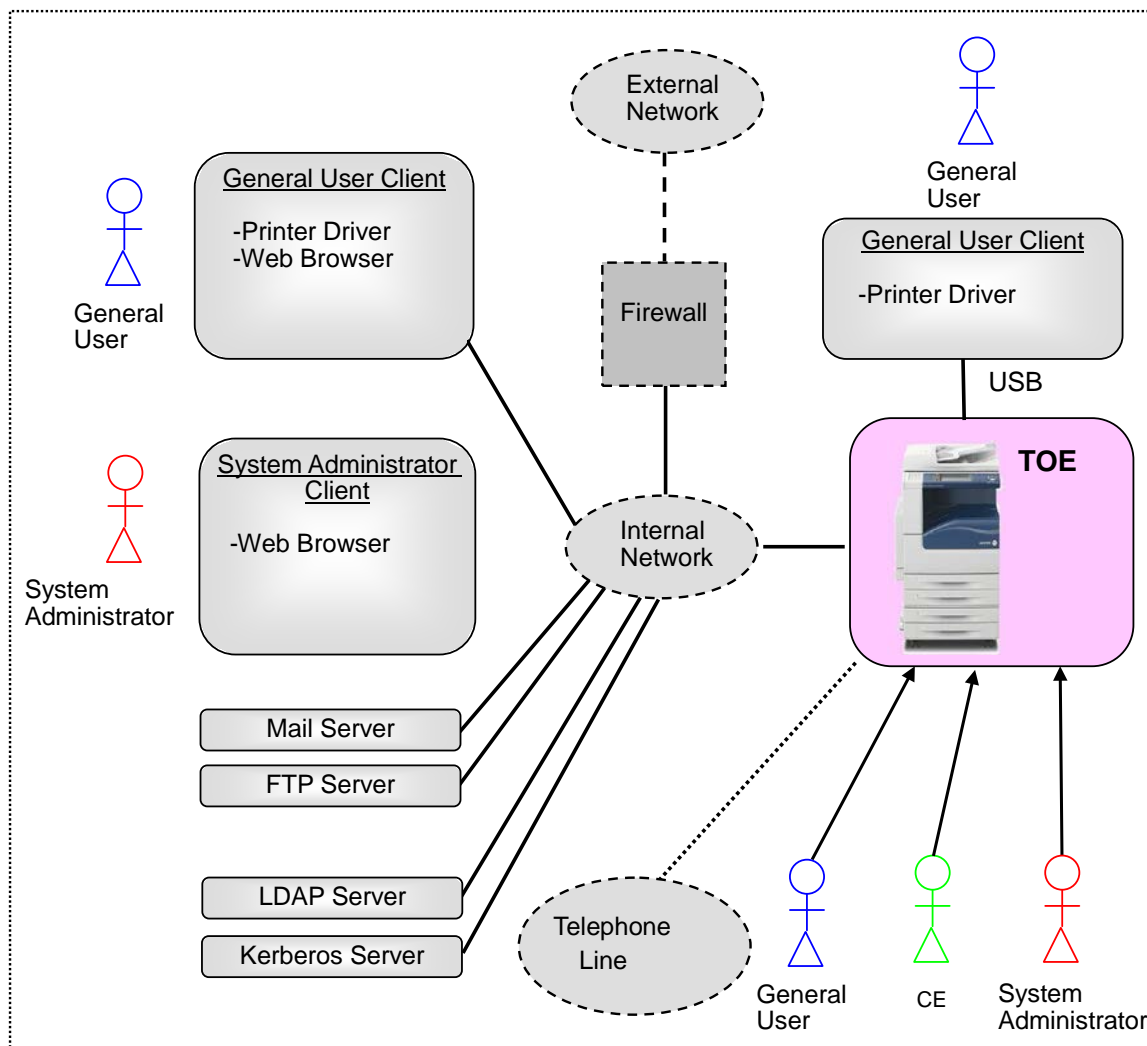 External
Network
General
User
General User Client
-Printer Driver
-Web Browser
General
User
General User Client
-Printer Driver
Firewall
USB
TOE
System Administrator
Client
-Web Browser
System
Administrator
Internal
Network
Mail Server
FTP Server
LDAP Server
Kerberos Server
Telephone
Line
General
User
CE
System
Administrator